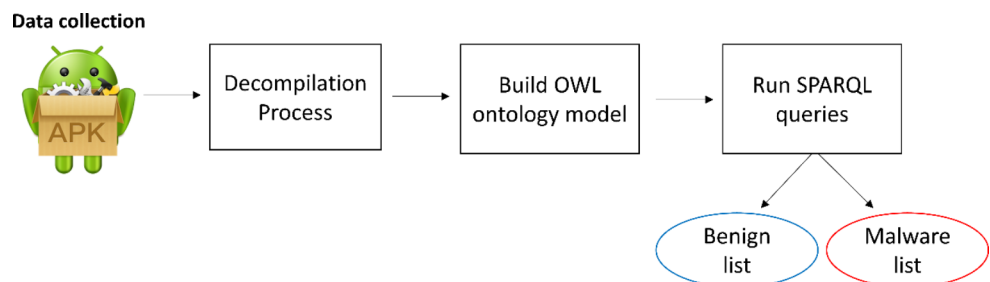 Data collection
APK
Decompilation
Process
Build OWL
ontology model
Run SPARQL
queries
Benign
list
Malware
list